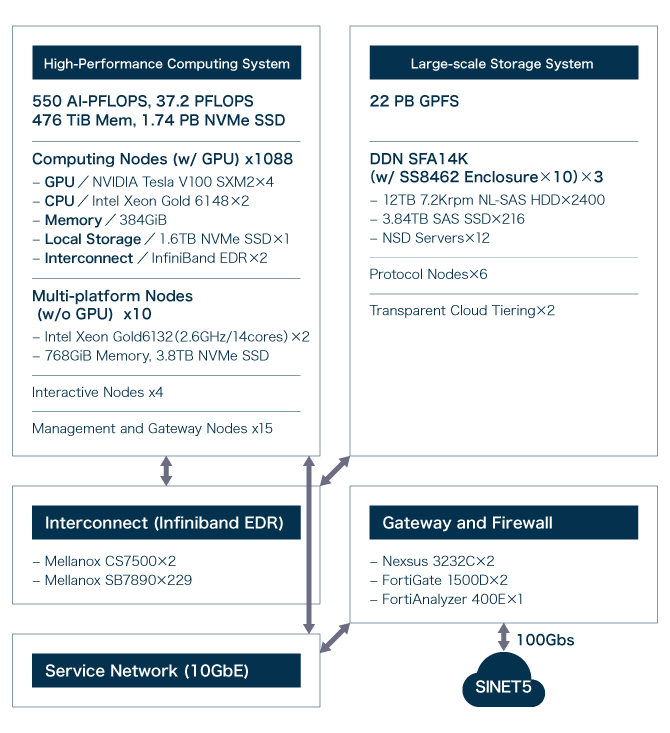 High-Performance Computing System
550 AI-PFLOPS, 37.2 PFLOPS
476 TiB Mem, 1.74 PB NVMe SSD
Computing Nodes (w/ GPU) x1088
– GPU／NVIDIA Tesla V100 SXM2×4
– CPU／Intel Xeon Gold 6148×2
– Memory／384GiB
– Local Storage／1.6TB NVMe SSD×1
– Interconnect／InfiniBand EDR×2
Multi-platform Nodes
(w/o GPU) x10
– Intel Xeon Gold6132（2.6GHz/14cores）×2
– 768GiB Memory, 3.8TB NVMe SSD
Interactive Nodes x4
Management and Gateway Nodes x15
Large-scale Storage System
22 PB GPFS
DDN SFA14K
(w/ SS8462 Enclosure×10）×3
– 12TB 7.2Krpm NL-SAS HDD×2400
– 3.84TB SAS SSD×216
– NSD Servers×12
Protocol Nodes×6
Transparent Cloud Tiering×2
Interconnect (Infiniband EDR)
– Mellanox CS7500×2
– Mellanox SB7890×229
Gateway and Firewall
– Nexsus 3232C×2
– FortiGate 1500D×2
– FortiAnalyzer 400E×1
100Gbs
SINET5
Service Network (10GbE)